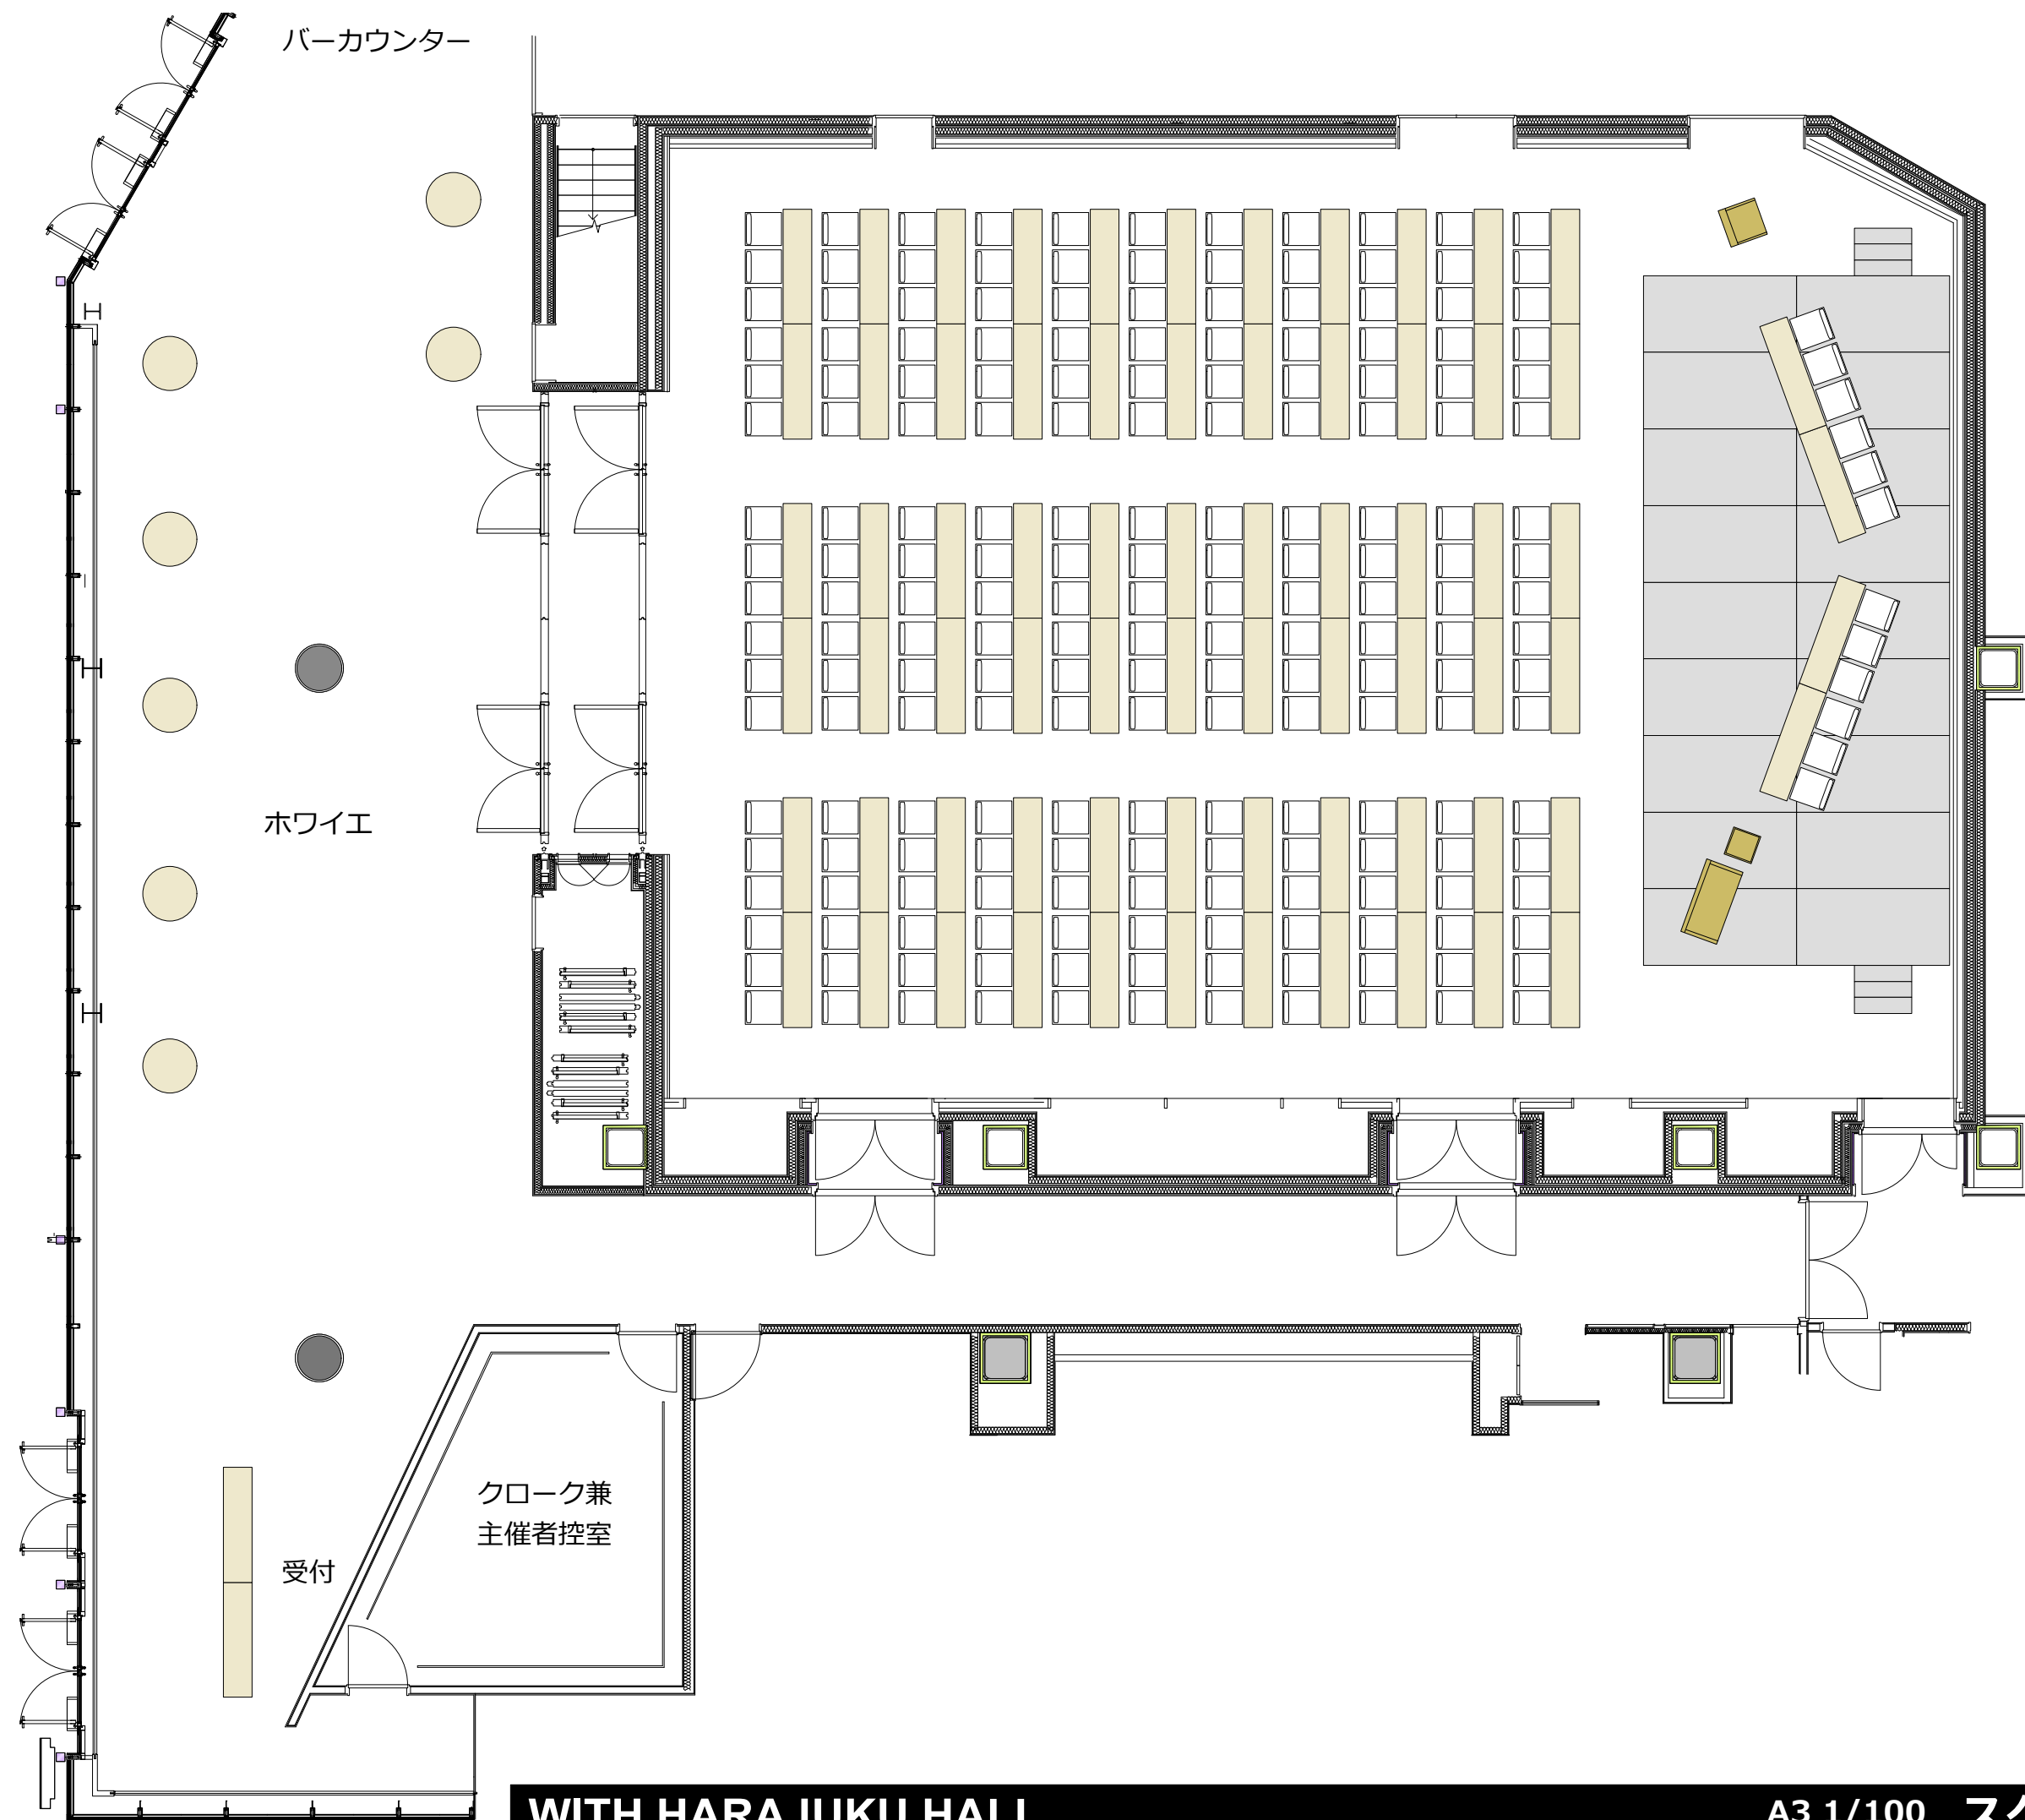 バーカウンター
ホワイエ
クローク兼
主催者控室
受付
WITH HARAJUKU HALL
A3 1/100